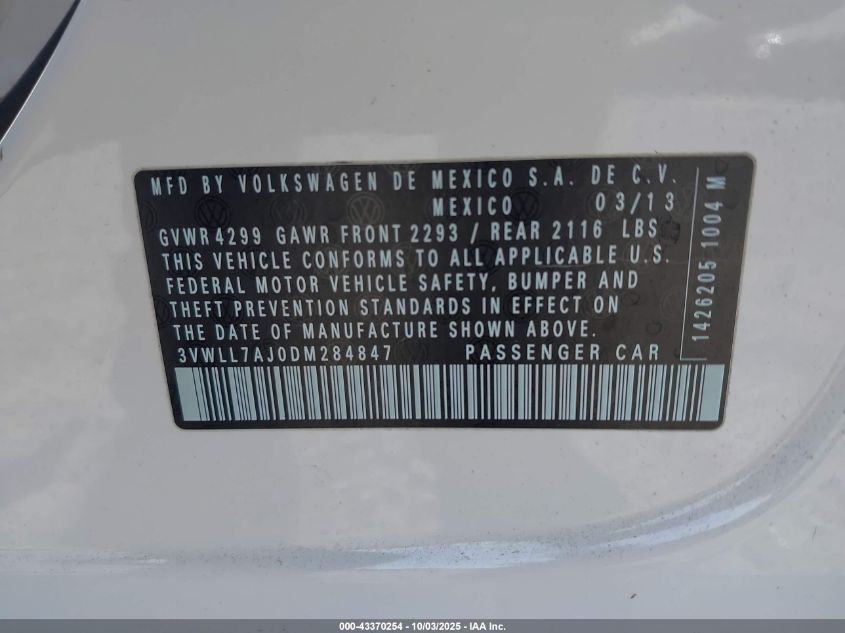 MFD BY VOLKSWAGEN DE MEXICO S.A. DE C.V.
MEXICO 03/13
GVWR 4299 GAWR FRONT 2293 / REAR 2116 LBS
THIS VEHICLE CONFORMS TO ALL APPLICABLE U.S.
FEDERAL MOTOR VEHICLE SAFETY, BUMPER AND
THEFT PREVENTION STANDARDS IN EFFECT ON
THE DATE OF MANUFACTURE SHOWN ABOVE.
3VWLL7AJ0DM284847 PASSENGER CAR
1426205 1004 M
000-43370254 - 10/03/2025 - IAA Inc.